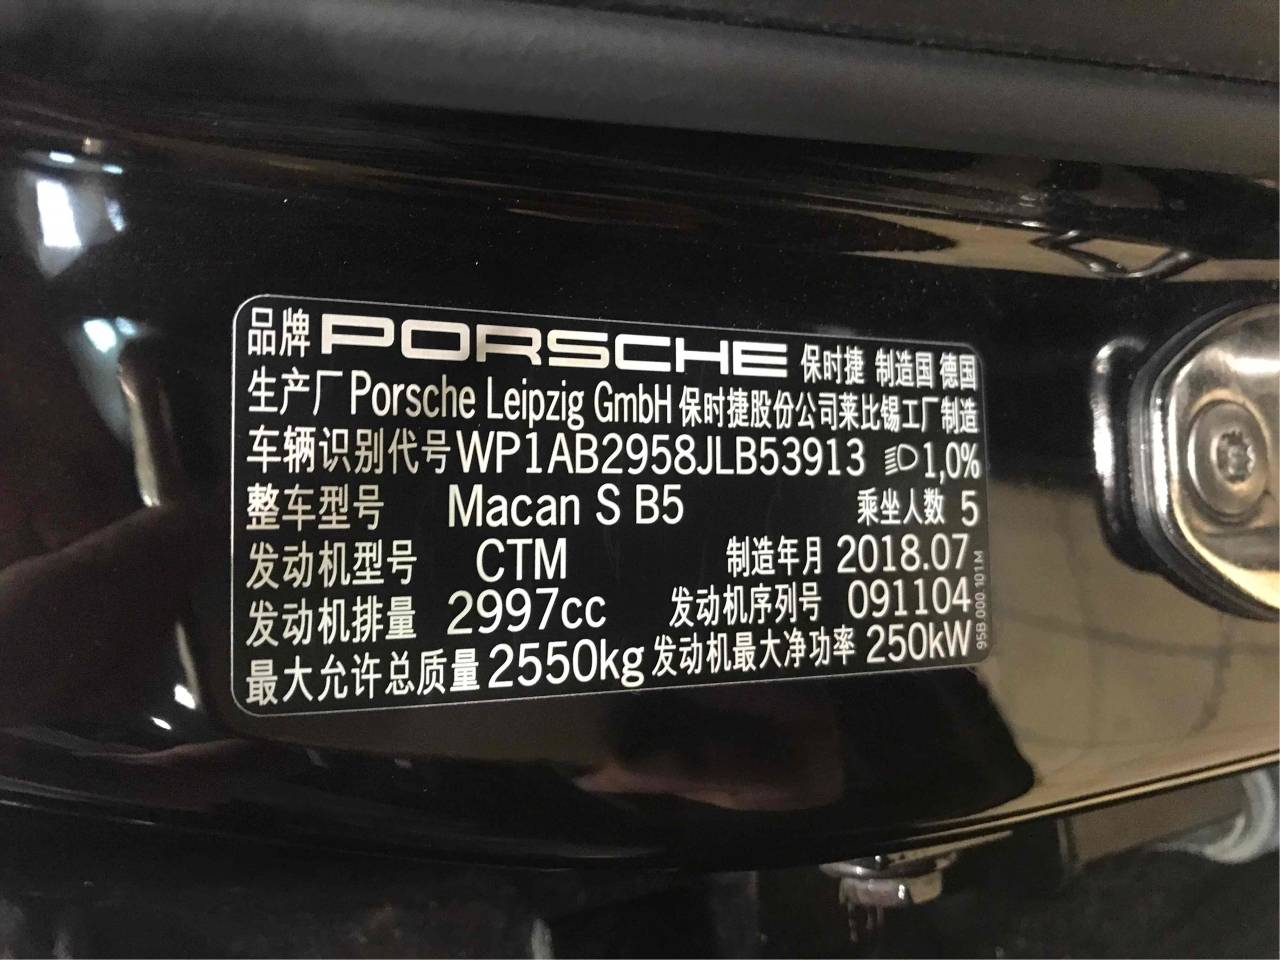 品牌 PORSCHE 保时捷 制造国 德国
生产厂 Porsche Leipzig GmbH 保时捷股份公司莱比锡工厂制造
车辆识别代号 WP1AB2958JLB53913 1,0%
整车型号 Macan S B5 乘坐人数 5
发动机型号 CTM 制造年月 2018.07
发动机排量 2997cc 发动机序列号 091104
最大允许总质量 2550kg 发动机最大净功率 250kW
95B.000.101.M